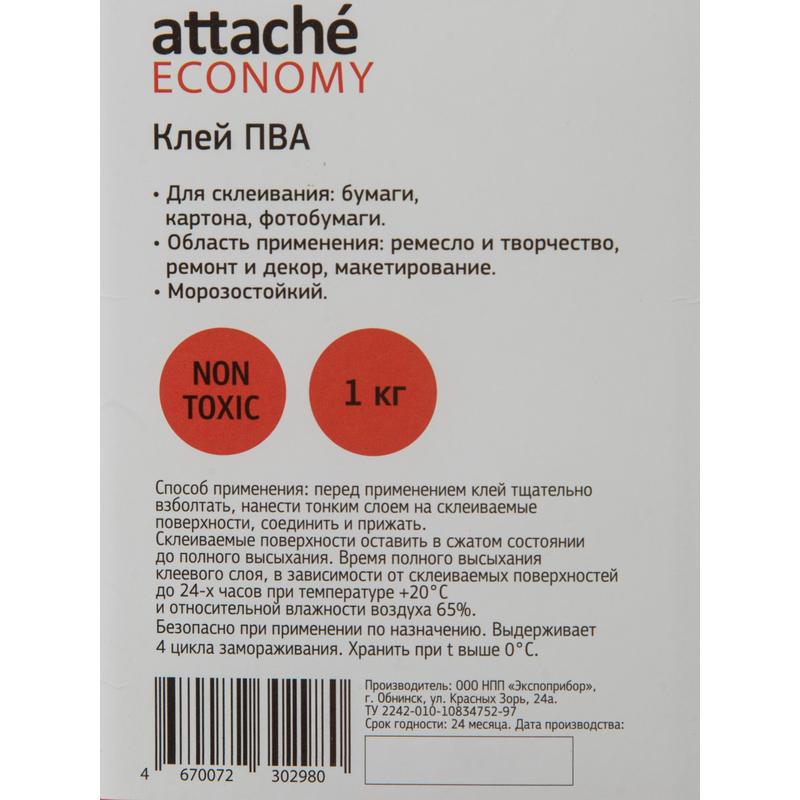 attaché
ECONOMY
Клей ПВА
• Для склеивания: бумаги,
картона, фотобумаги.
• Область применения: ремесло и творчество,
ремонт и декор, макетирование.
• Морозостойкий.
NON
TOXIC
1 кг
Способ применения: перед применением клей тщательно
взболтать, нанести тонким слоем на склеиваемые
поверхности, соединить и прижать.
Склеиваемые поверхности оставить в сжатом состоянии
до полного высыхания. Время полного высыхания
клеевого слоя, в зависимости от склеиваемых поверхностей
до 24-х часов при температуре +20°С
и относительной влажности воздуха 65%.
Безопасно при применении по назначению. Выдерживает
4 цикла замораживания. Хранить при t выше 0°С.
Производитель: ООО НПП «Экспоприбор»,
г. Обнинск, ул. Красных Зорь, 24а.
ТУ 2242-010-10834752-97
Срок годности: 24 месяца. Дата производства:
4 670072 302980